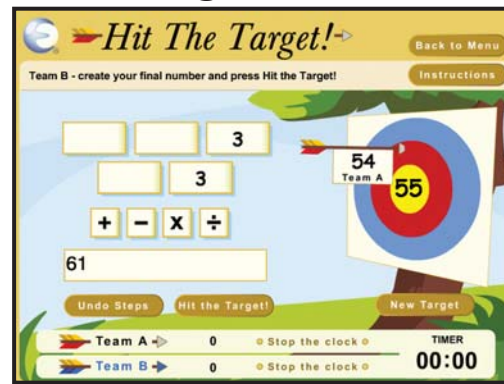 Hit The Target!
Back to Menu
Team B - create your final number and press Hit the Target!
Instructions
3
3
54
Team A
55
+ − x ÷
61
Undo Steps
Hit the Target!
New Target
Team A 0 Stop the clock
TIMER
Team B 0 Stop the clock
00:00